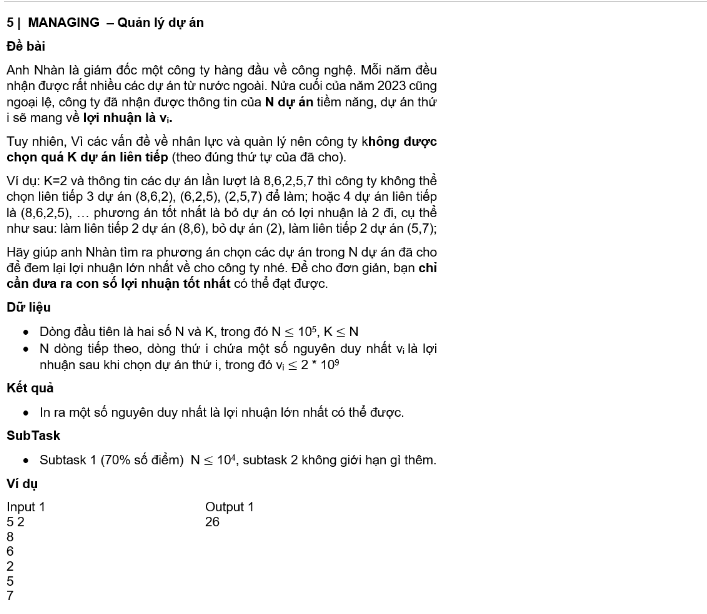 5 | MANAGING – Quản lý dự án
Đề bài
Anh Nhàn là giám đốc một công ty hàng đầu về công nghệ. Mỗi năm đều
nhận được rất nhiều các dự án từ nước ngoài. Nửa cuối của năm 2023 cũng
ngoại lệ, công ty đã nhận được thông tin của N dự án tiềm năng, dự án thứ
i sẽ mang về lợi nhuận là vᵢ.
Tuy nhiên, Vì các vấn đề về nhân lực và quản lý nên công ty không được
chọn quá K dự án liên tiếp (theo đúng thứ tự của đã cho).
Ví dụ: K=2 và thông tin các dự án lần lượt là 8,6,2,5,7 thì công ty không thể
chọn liên tiếp 3 dự án (8,6,2), (6,2,5), (2,5,7) để làm; hoặc 4 dự án liên tiếp
là (8,6,2,5), … phương án tốt nhất là bỏ dự án có lợi nhuận là 2 đi, cụ thể
như sau: làm liên tiếp 2 dự án (8,6), bỏ dự án (2), làm liên tiếp 2 dự án (5,7);
Hãy giúp anh Nhàn tìm ra phương án chọn các dự án trong N dự án đã cho
để đem lại lợi nhuận lớn nhất về cho công ty nhé. Để cho đơn giản, bạn chỉ
cần đưa ra con số lợi nhuận tốt nhất có thể đạt được.
Dữ liệu
• Dòng đầu tiên là hai số N và K, trong đó N ≤ 10⁵, K ≤ N
• N dòng tiếp theo, dòng thứ i chứa một số nguyên duy nhất vᵢ là lợi
nhuận sau khi chọn dự án thứ i, trong đó vᵢ ≤ 2 * 10⁹
Kết quả
• In ra một số nguyên duy nhất là lợi nhuận lớn nhất có thể được.
SubTask
• Subtask 1 (70% số điểm) N ≤ 10⁴, subtask 2 không giới hạn gì thêm.
Ví dụ
Input 1 Output 1
5 2 26
8
6
2
5
7